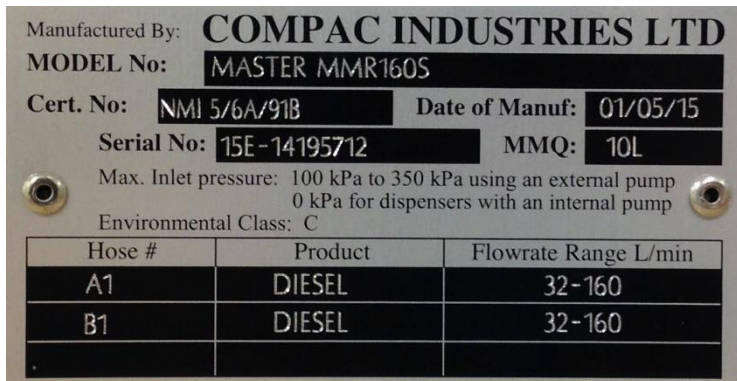 Manufactured By: COMPAC INDUSTRIES LTD
MODEL No: MASTER MMR160S
Cert. No: NMI 5/6A/91B Date of Manuf: 01/05/15
Serial No: 15E-14195712 MMQ: 10L
Max. Inlet pressure: 100 kPa to 350 kPa using an external pump
0 kPa for dispensers with an internal pump
Environmental Class: C
Hose # Product Flowrate Range L/min
A1 DIESEL 32-160
B1 DIESEL 32-160